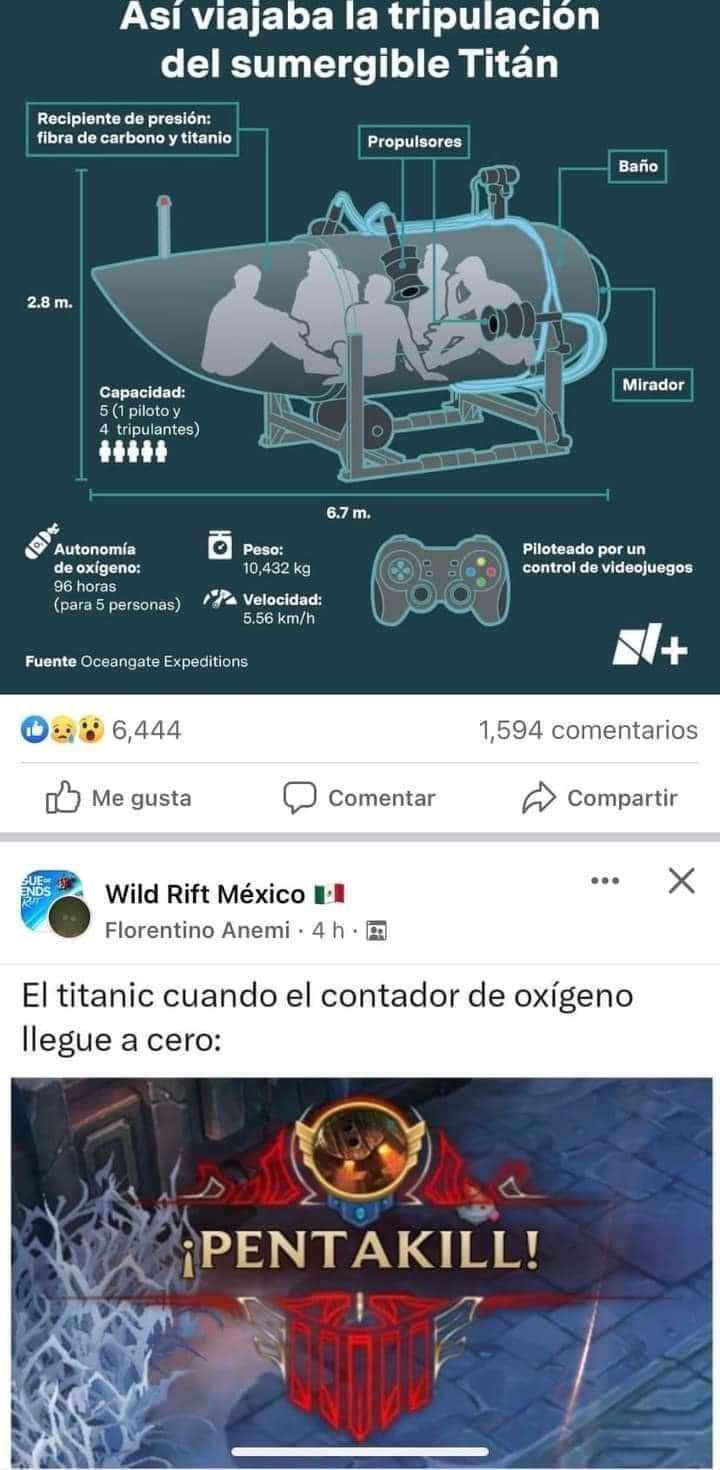 Así viajaba la tripulación
del sumergible Titán
Recipiente de presión:
fibra de carbono y titanio
Propulsores
Baño
2.8 m.
Mirador
Capacidad:
5 (1 piloto y
4 tripulantes)
6.7 m.
Autonomía
de oxígeno:
96 horas
(para 5 personas)
Peso:
10,432 kg
Velocidad:
5.56 km/h
Piloteado por un
control de videojuegos
Fuente Oceangate Expeditions
N+
6,444
1,594 comentarios
Me gusta
Comentar
Compartir
Wild Rift México 🇲🇽
Florentino Anemi · 4 h ·
El titanic cuando el contador de oxígeno
llegue a cero:
¡PENTAKILL!